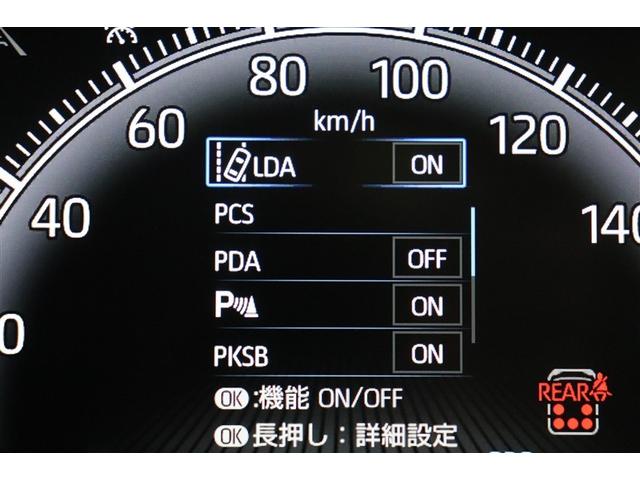 80
100
km/h
60
120
LDA ON
40
140
PCS
PDA OFF
P ON
PKSB ON
OK:機能 ON/OFF
OK長押し：詳細設定
REAR